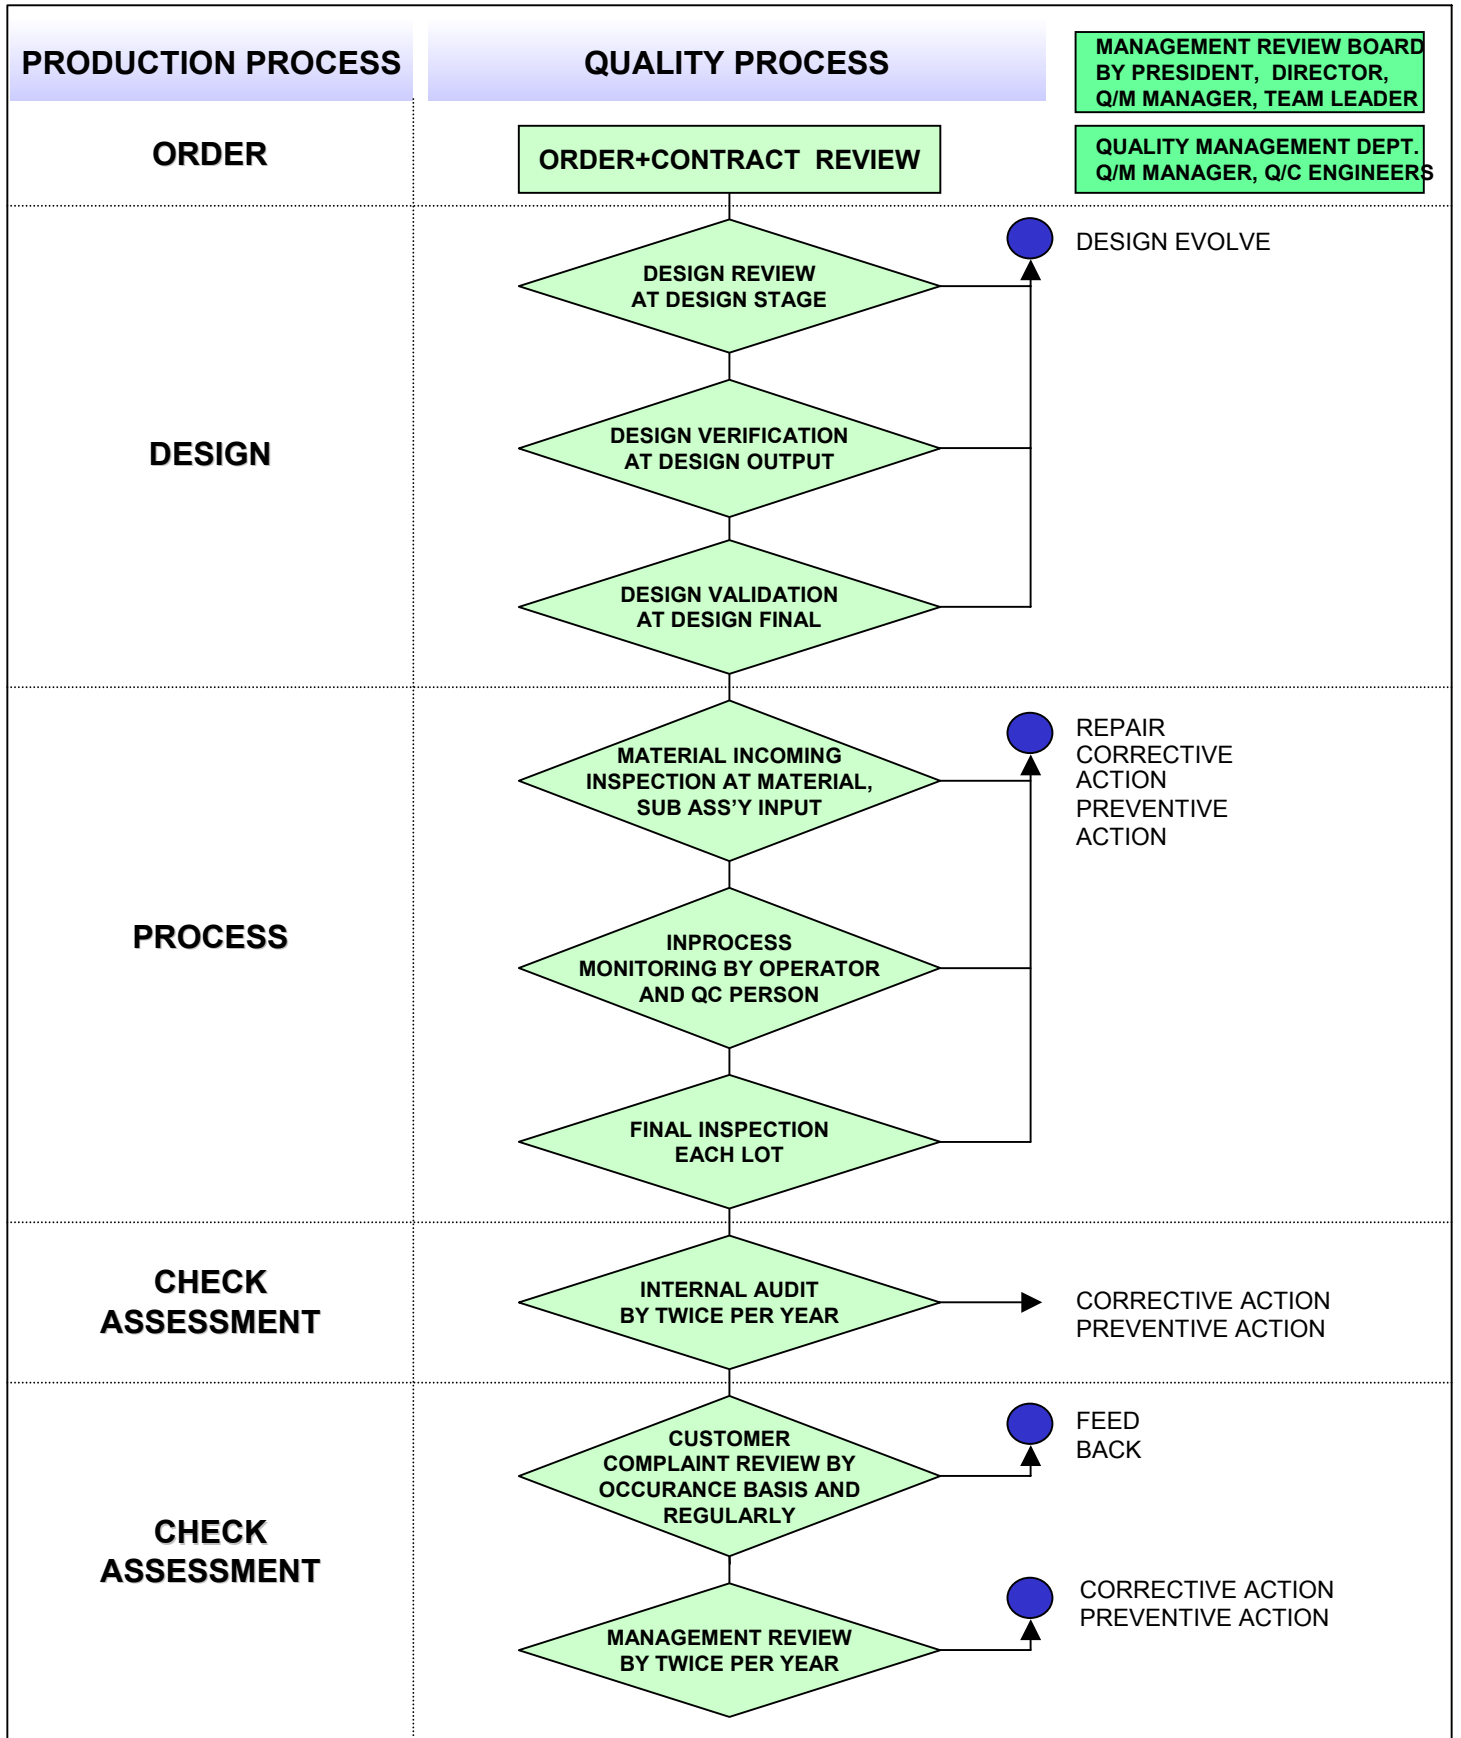 PRODUCTION PROCESS
QUALITY PROCESS
MANAGEMENT REVIEW BOARD
BY PRESIDENT, DIRECTOR,
Q/M MANAGER, TEAM LEADER
ORDER
ORDER+CONTRACT REVIEW
QUALITY MANAGEMENT DEPT.
Q/M MANAGER, Q/C ENGINEERS
DESIGN
DESIGN REVIEW
AT DESIGN STAGE
DESIGN EVOLVE
DESIGN VERIFICATION
AT DESIGN OUTPUT
DESIGN VALIDATION
AT DESIGN FINAL
PROCESS
MATERIAL INCOMING
INSPECTION AT MATERIAL,
SUB ASS’Y INPUT
REPAIR
CORRECTIVE
ACTION
PREVENTIVE
ACTION
INPROCESS
MONITORING BY OPERATOR
AND QC PERSON
FINAL INSPECTION
EACH LOT
CHECK
ASSESSMENT
INTERNAL AUDIT
BY TWICE PER YEAR
CORRECTIVE ACTION
PREVENTIVE ACTION
CHECK
ASSESSMENT
CUSTOMER
COMPLAINT REVIEW BY
OCCURANCE BASIS AND
REGULARLY
FEED
BACK
MANAGEMENT REVIEW
BY TWICE PER YEAR
CORRECTIVE ACTION
PREVENTIVE ACTION